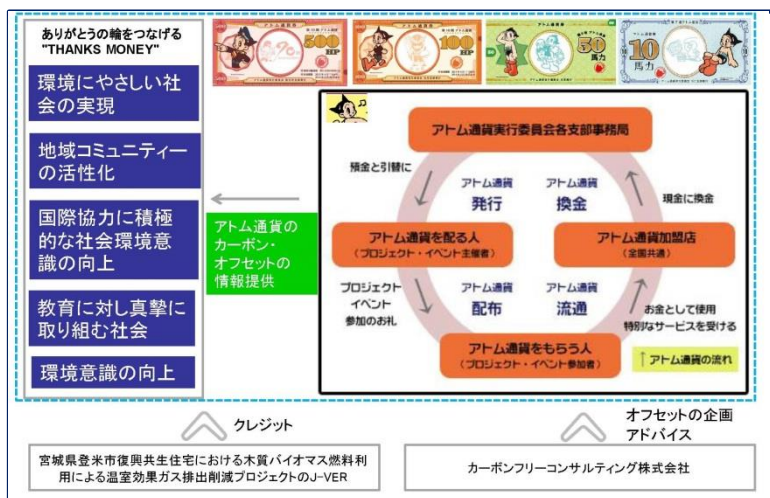 ありがとうの輪をつなげる
"THANKS MONEY"
環境にやさしい社
会の実現
地域コミュニティー
の活性化
国際協力に積極
的な社会環境意
識の向上
教育に対し真摯に
取り組む社会
環境意識の向上
500
HP
100
HP
50
馬力
10
馬力
アトム通貨の
カーボン・
オフセットの
情報提供
アトム通貨実行委員会各支部事務局
預金と引替に
アトム通貨
発行
アトム通貨
換金
現金に換金
アトム通貨を配る人
(プロジェクト・イベント主催者)
アトム通貨加盟店
(全国共通)
プロジェクト
イベント
参加のお礼
アトム通貨
配布
アトム通貨
流通
お金として使用
特別なサービスを受ける
アトム通貨をもらう人
(プロジェクト・イベント参加者)
↑アトム通貨の流れ
クレジット
オフセットの企画
アドバイス
宮城県登米市復興共生住宅における木質バイオマス燃料利
用による温室効果ガス排出削減プロジェクトのJ-VER
カーボンフリーコンサルティング株式会社